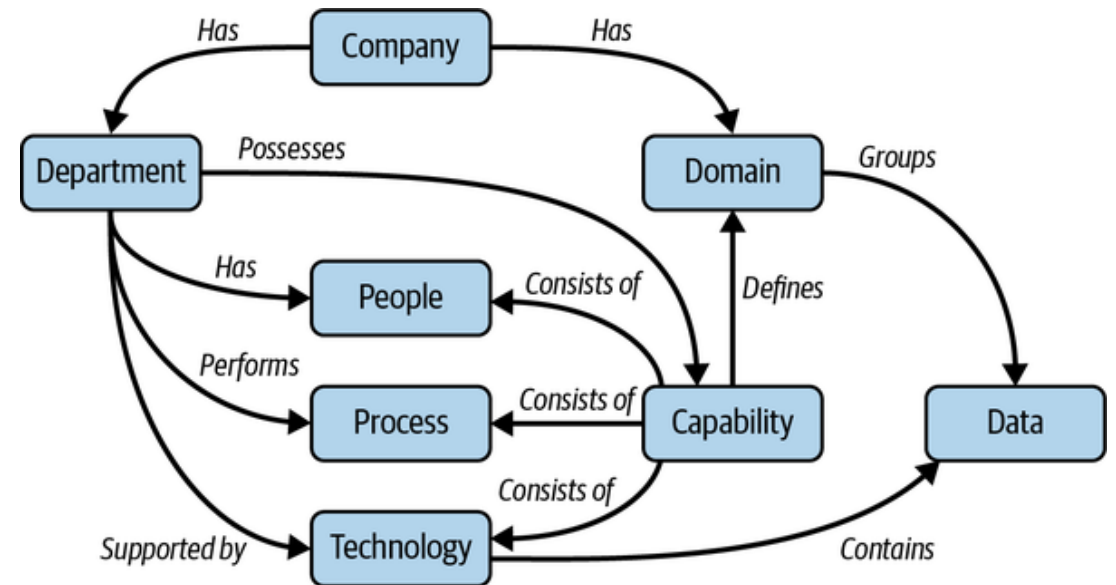 Has
Company
Has
Department
Possesses
Domain
Groups
Has
People
Consists of
Defines
Performs
Process
Consists of
Capability
Data
Consists of
Supported by
Technology
Contains